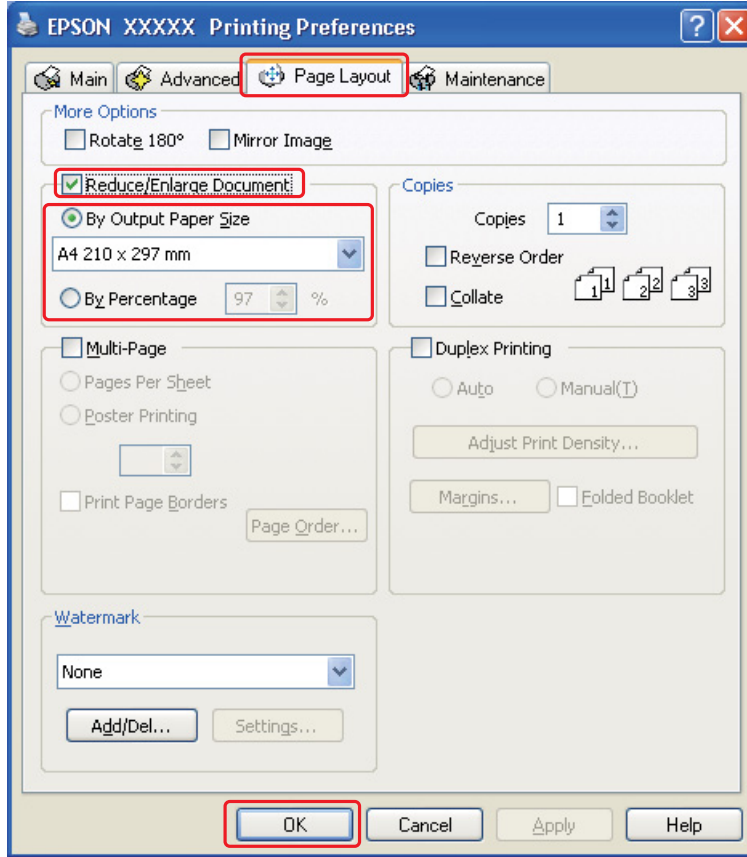 EPSON XXXXX Printing Preferences
Main
Advanced
Page Layout
Maintenance
More Options
Rotate 180°
Mirror Image
Reduce/Enlarge Document
By Output Paper Size
A4 210 x 297 mm
By Percentage
97 %
Copies
Copies
1
Reverse Order
Collate
1 1 2 2 3 3
Multi-Page
Pages Per Sheet
Poster Printing
Print Page Borders
Page Order...
Duplex Printing
Auto
Manual(T)
Adjust Print Density...
Margins...
Folded Booklet
Watermark
None
Add/Del...
Settings...
OK
Cancel
Apply
Help